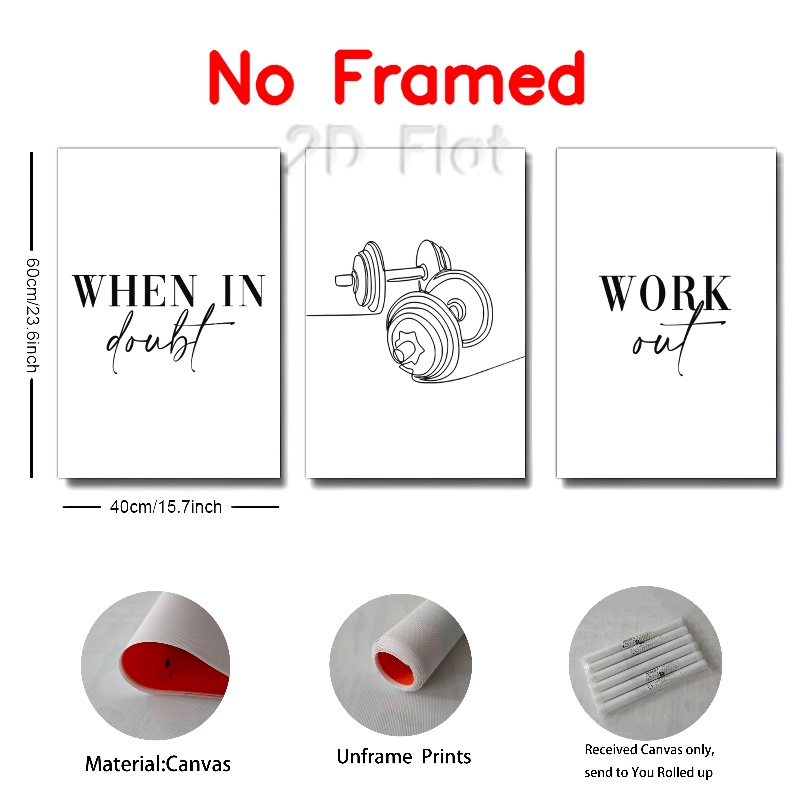 No Framed
2D Flat
WHEN IN
doubt
WORK
out
60cm/23.6inch
40cm/15.7inch
Material:Canvas
Unframe Prints
Received Canvas only,
send to You Rolled up